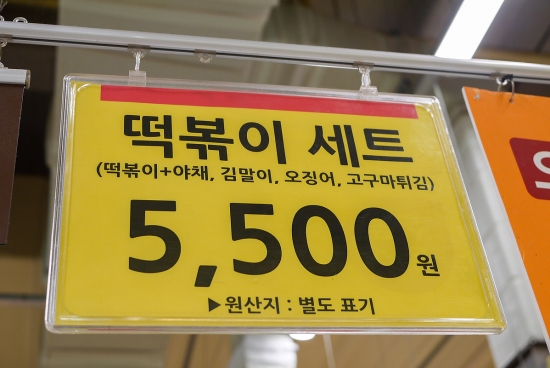 떡볶이 세트
(떡볶이+야채, 김말이, 오징어, 고구마튀김)
5,500원
▶원산지 : 별도 표기